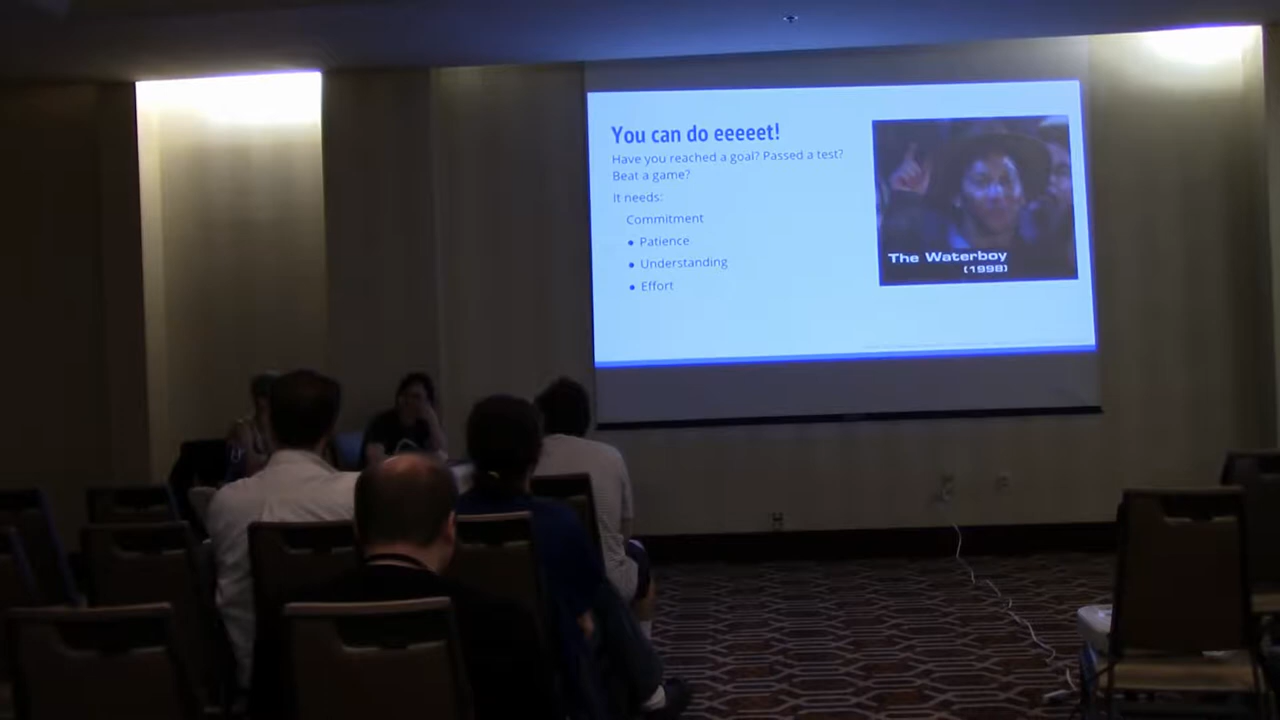 You can do eeeeet!
Have you reached a goal? Passed a test?
Beat a game?
It needs:
Commitment
• Patience
• Understanding
• Effort
The Waterboy
(1998)